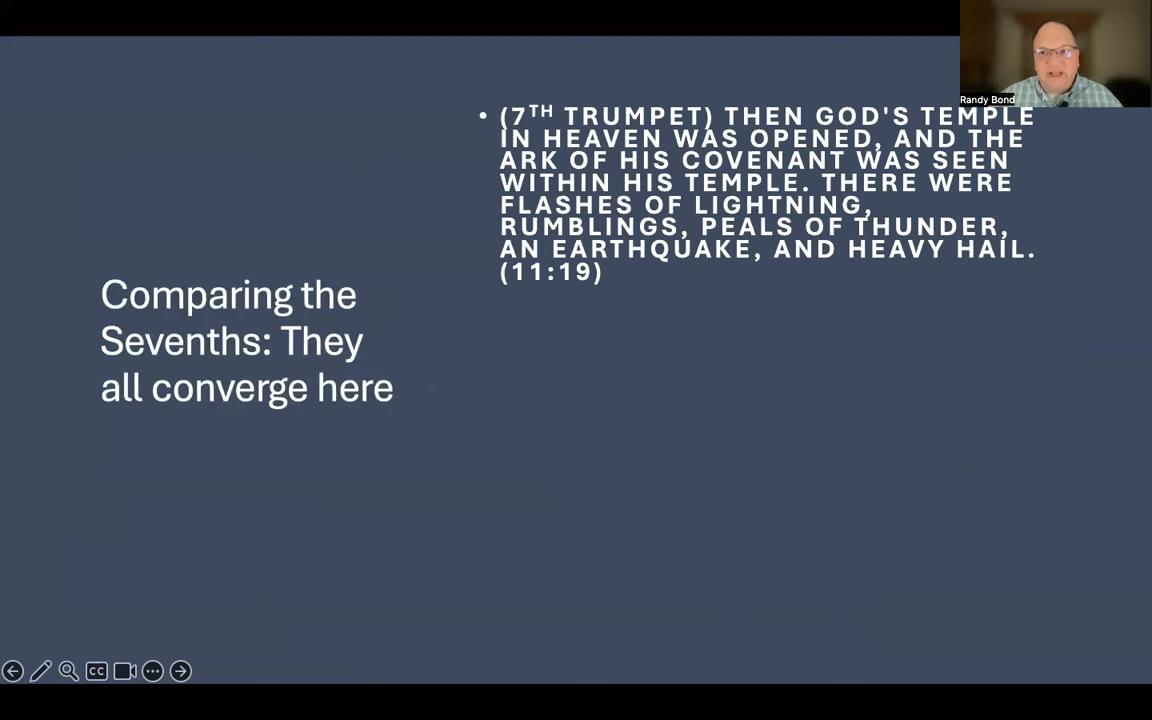 Randy Bond
• (7TH TRUMPET) THEN GOD'S TEMPLE
IN HEAVEN WAS OPENED, AND THE
ARK OF HIS COVENANT WAS SEEN
WITHIN HIS TEMPLE. THERE WERE
FLASHES OF LIGHTNING,
RUMBLINGS, PEALS OF THUNDER,
AN EARTHQUAKE, AND HEAVY HAIL.
(11:19)
Comparing the
Sevenths: They
all converge here
CC